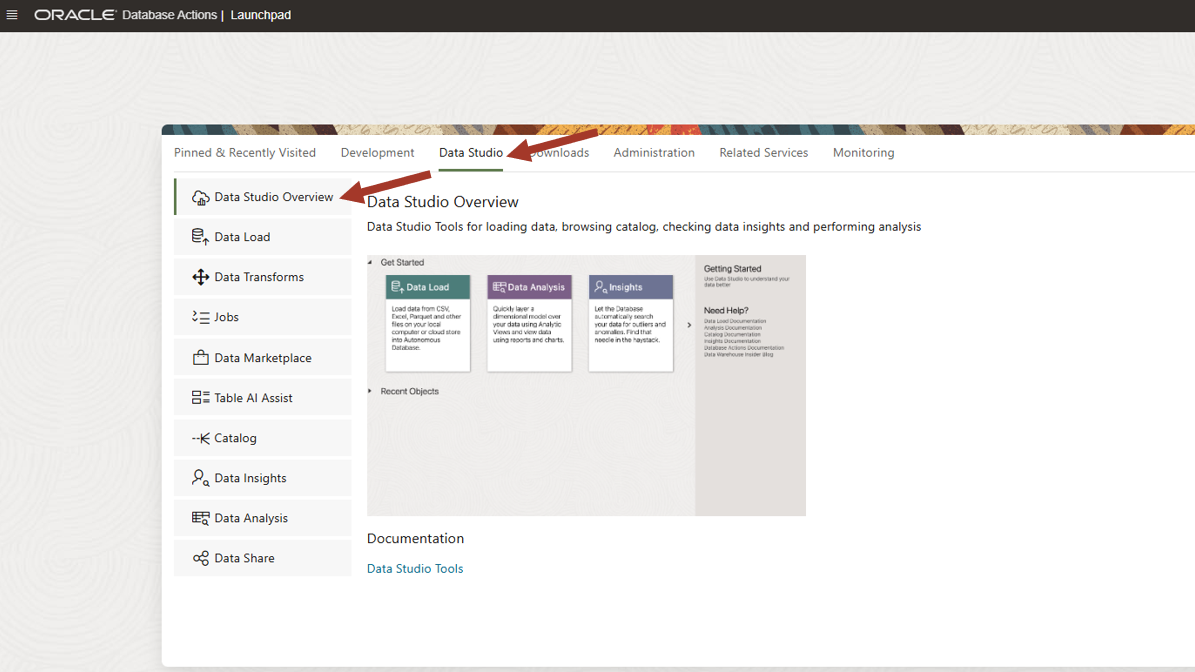 ORACLE Database Actions | Launchpad
Pinned & Recently Visited Development Data Studio Downloads Administration Related Services Monitoring
Data Studio Overview
Data Load
Data Transforms
Jobs
Data Marketplace
Table AI Assist
Catalog
Data Insights
Data Analysis
Data Share
Data Studio Overview
Data Studio Tools for loading data, browsing catalog, checking data insights and performing analysis
Get Started
Data Load
Load data from CSV,
Excel, Parquet and other
files on your local
computer or cloud store
into Autonomous
Database.
Data Analysis
Quickly layer a
dimensional model over
your data using Analytic
Views and view data
using reports and charts.
Insights
Let the Database
automatically search
your data for outliers and
anomalies. Find that
needle in the haystack.
Recent Objects
Getting Started
Use Data Studio to understand your
data better
Need Help?
Data Load Documentation
Analysis Documentation
Catalog Documentation
Insights Documentation
Database Actions Documentation
Data Warehouse Insider Blog
Documentation
Data Studio Tools